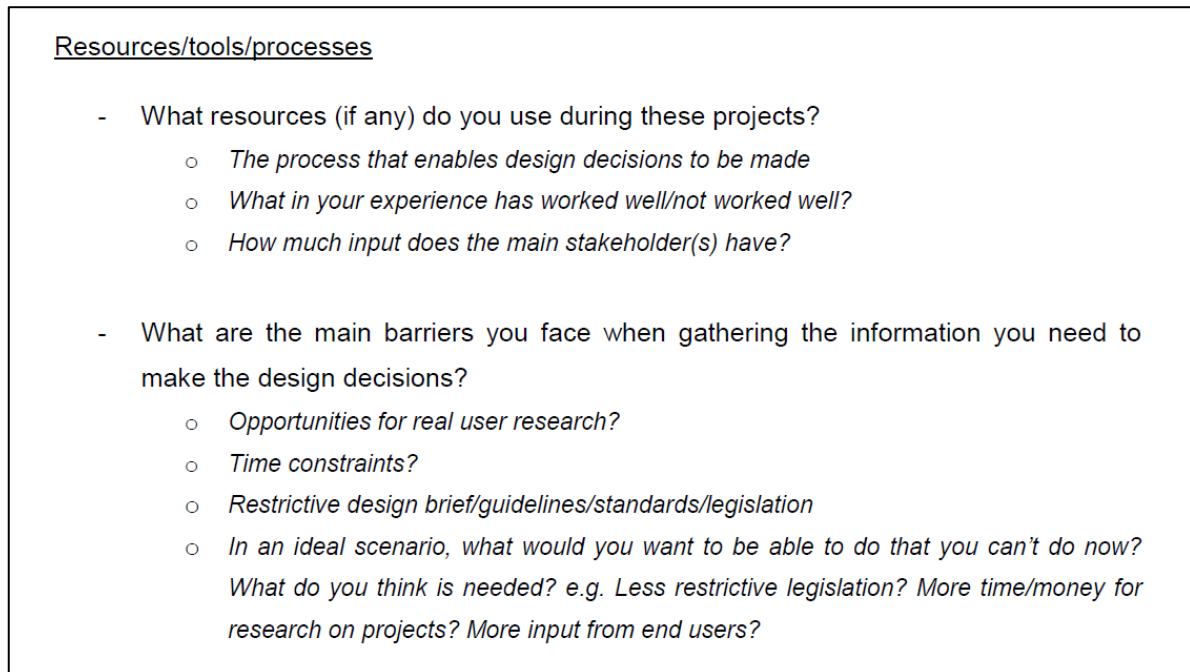 Resources/tools/processes
- What resources (if any) do you use during these projects?
o The process that enables design decisions to be made
o What in your experience has worked well/not worked well?
o How much input does the main stakeholder(s) have?
- What are the main barriers you face when gathering the information you need to
make the design decisions?
o Opportunities for real user research?
o Time constraints?
o Restrictive design brief/guidelines/standards/legislation
o In an ideal scenario, what would you want to be able to do that you can't do now?
What do you think is needed? e.g. Less restrictive legislation? More time/money for
research on projects? More input from end users?